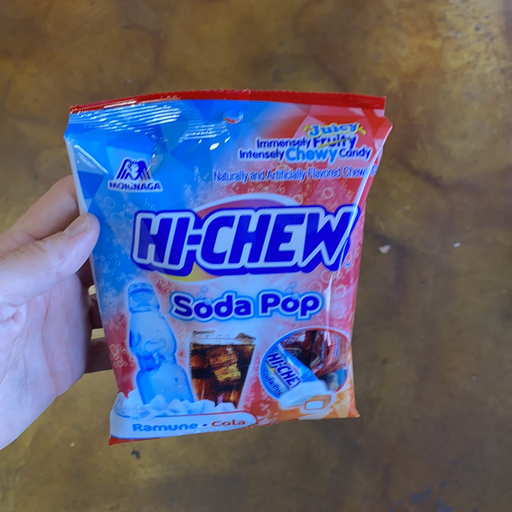 Juicy
Immensely Fruity
Intensely Chewy Candy
Naturally and Artificially Flavored Chewy
MORINAGA
HI-CHEW
Soda Pop
HI-CHE
Ramune • Cola